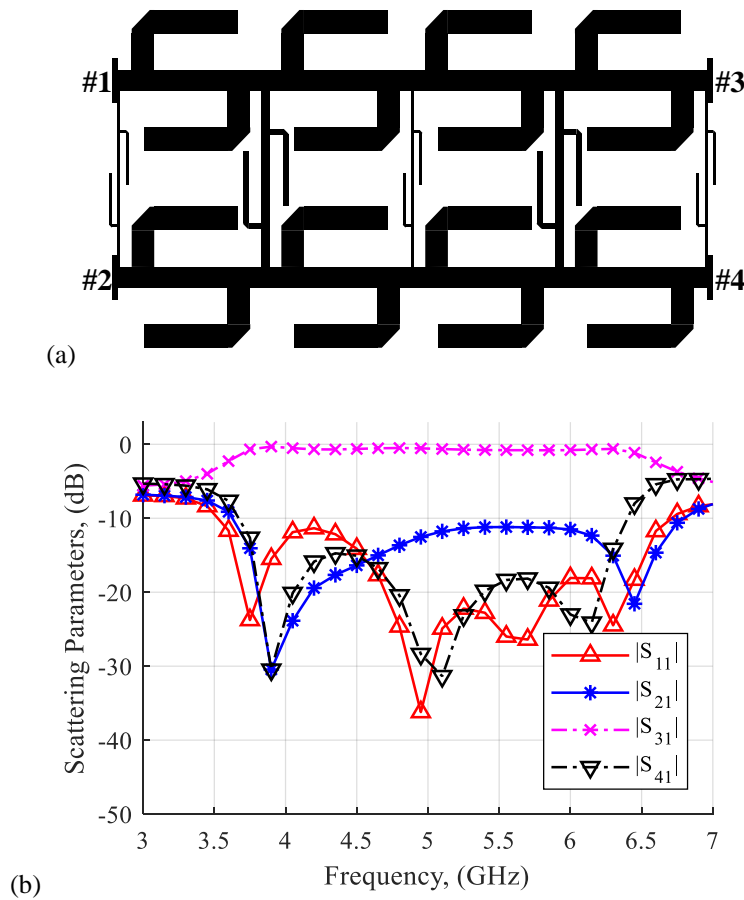 #1
#3
#2
#4
(a)
0
-10
-20
-30
-40
-50
Scattering Parameters, (dB)
|S11|
|S21|
|S31|
|S41|
3
3.5
4
4.5
5
5.5
6
6.5
7
Frequency, (GHz)
(b)